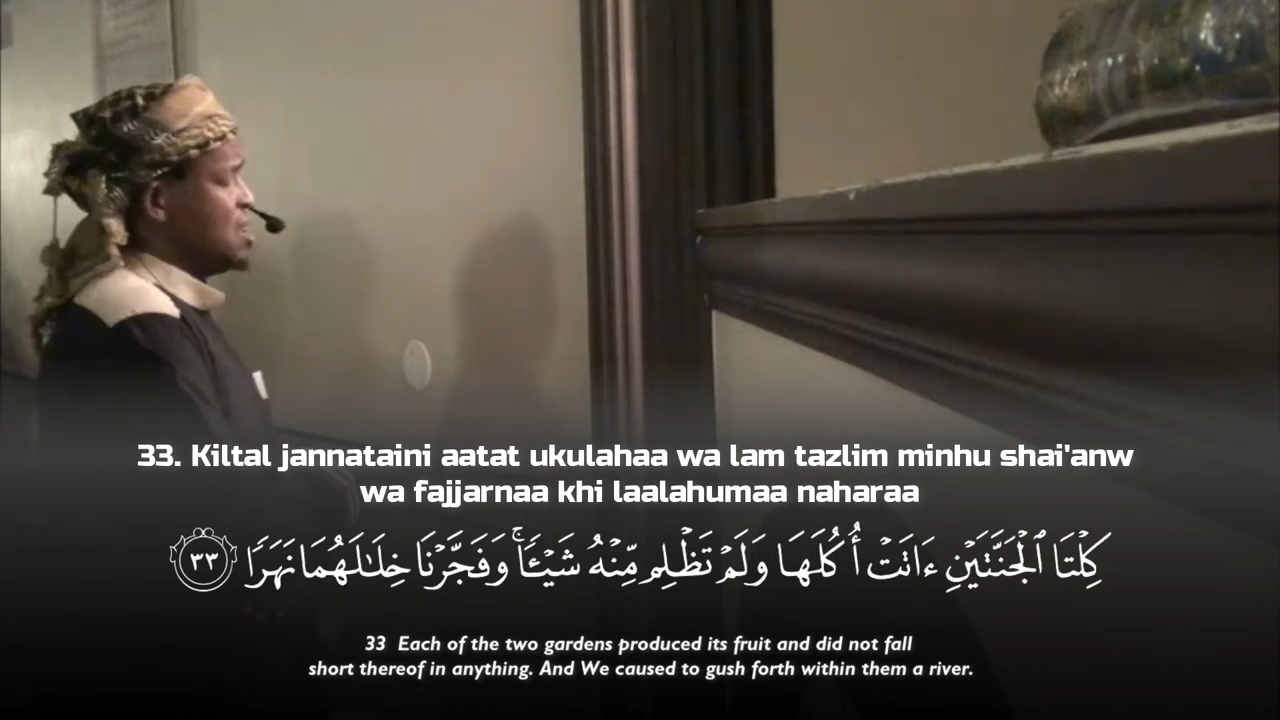 33. Kiltal jannataini aatat ukulahaa wa lam tazlim minhu shai'anw
wa fajjarnaa khi laalahumaa naharaa
كِلْتَا ٱلْجَنَّتَيْنِ ءَاتَتْ أُكُلَهَا وَلَمْ تَظْلِم مِّنْهُ شَيْـًٔا ۚ وَفَجَّرْنَا خِلَـٰلَهُمَا نَهَرًا ٣٣
33 Each of the two gardens produced its fruit and did not fall
short thereof in anything. And We caused to gush forth within them a river.